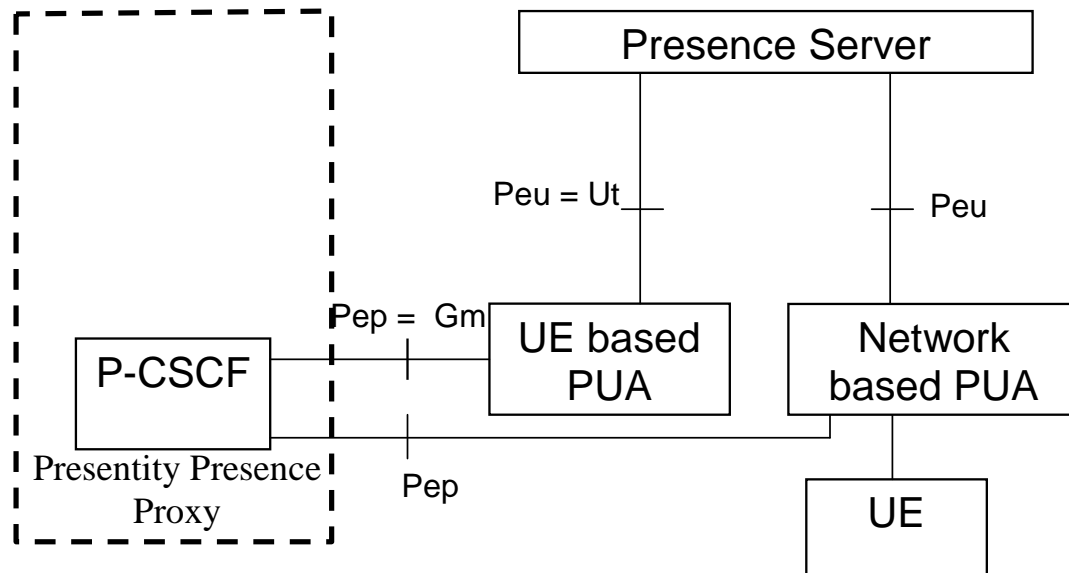 Presence Server
Peu = Ut
Peu
Pep = Gm
UE based
PUA
Network
based PUA
P-CSCF
Presentity Presence
Proxy
Pep
UE